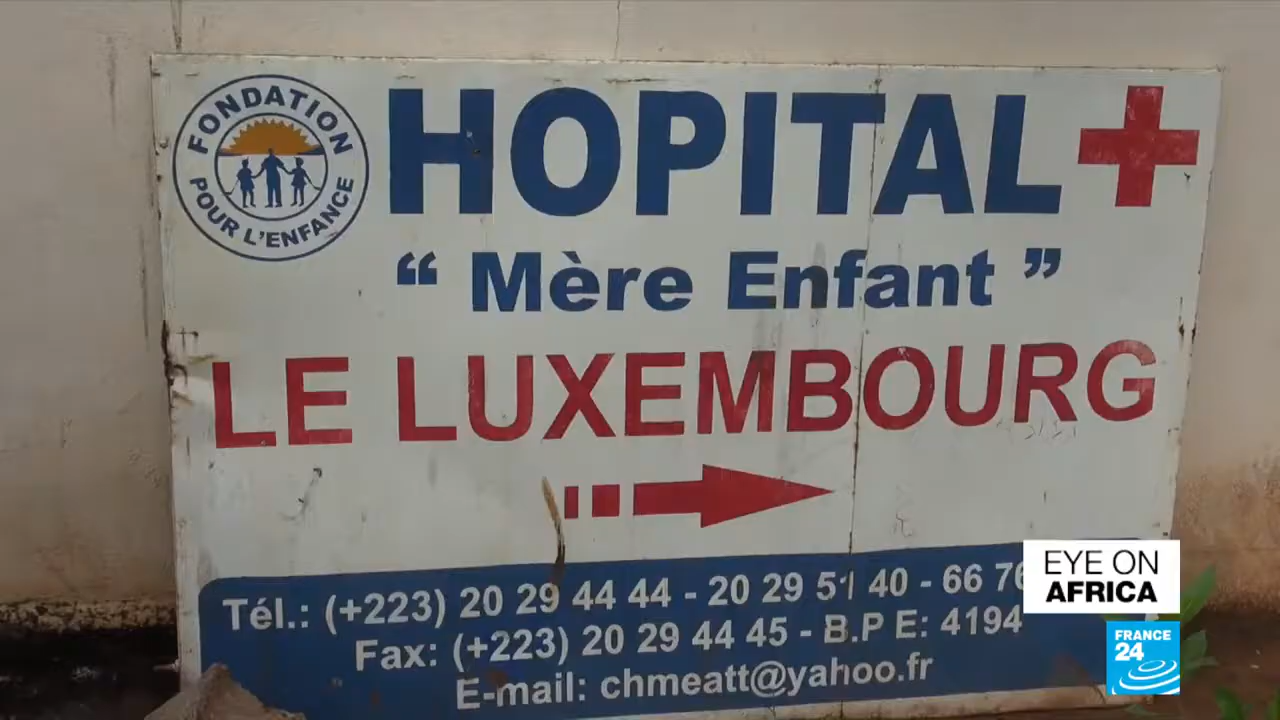 FONDATION
POUR L'ENFANCE
HOPITAL
“ Mère Enfant ”
LE LUXEMBOURG
Tél.: (+223) 20 29 44 44 - 20 29 51 40 - 66
Fax: (+223) 20 29 44 45 - B.P E: 4194
E-mail: chmeatt@yahoo.fr
EYE ON
AFRICA
FRANCE
24